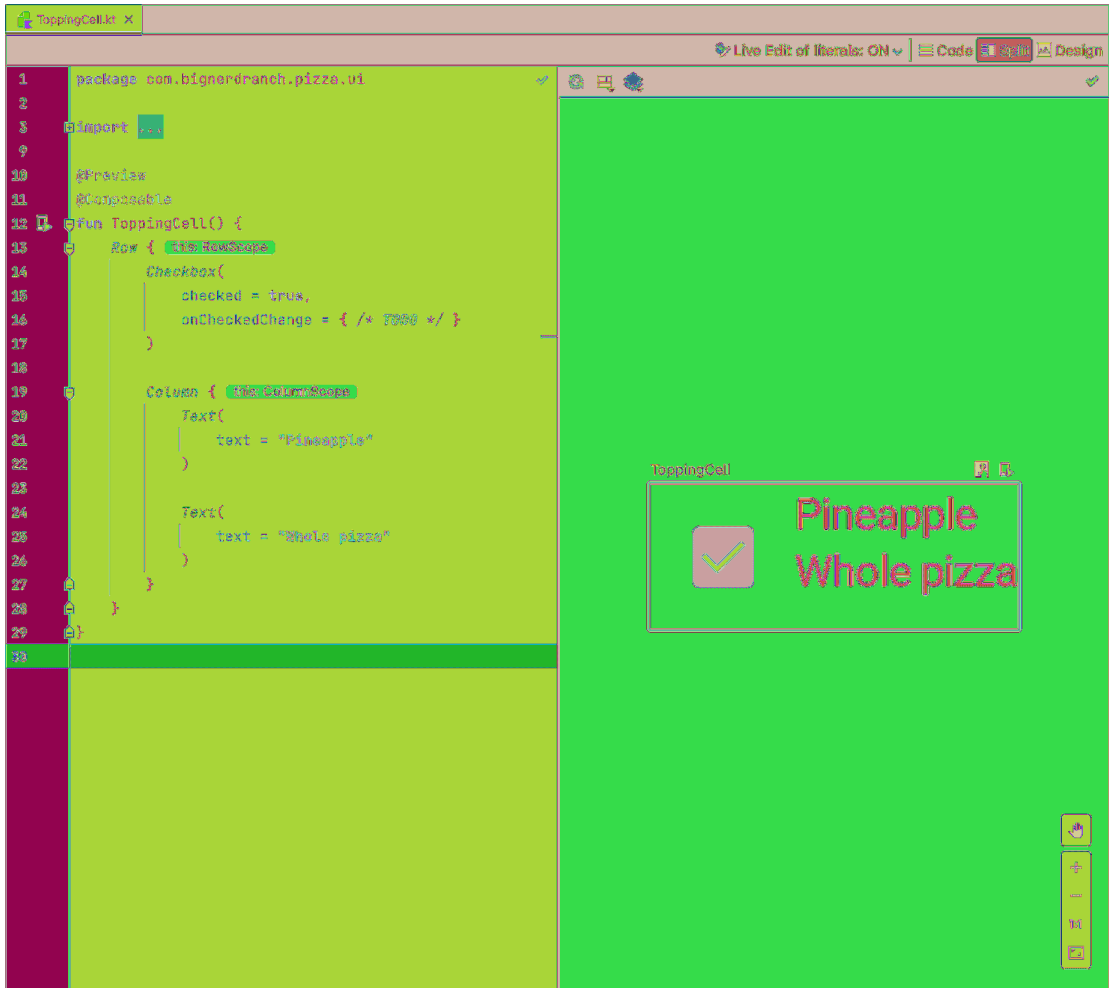 ToppingCell.kt
Live Edit of literals: ON
Code
Split
Design
1 package com.bignerdranch.pizza.ui
2
3 import ...
9
10 @Preview
11 @Composable
12 fun ToppingCell() {
13 Row { this: RowScope
14 Checkbox(
15 checked = true,
16 onCheckedChange = { /* TODO */ }
17 )
18
19 Column { this: ColumnScope
20 Text(
21 text = "Pineapple"
22 )
23
24 Text(
25 text = "Whole pizza"
26 )
27 }
28 }
29 }
30
ToppingCell
Pineapple
Whole pizza
1:1